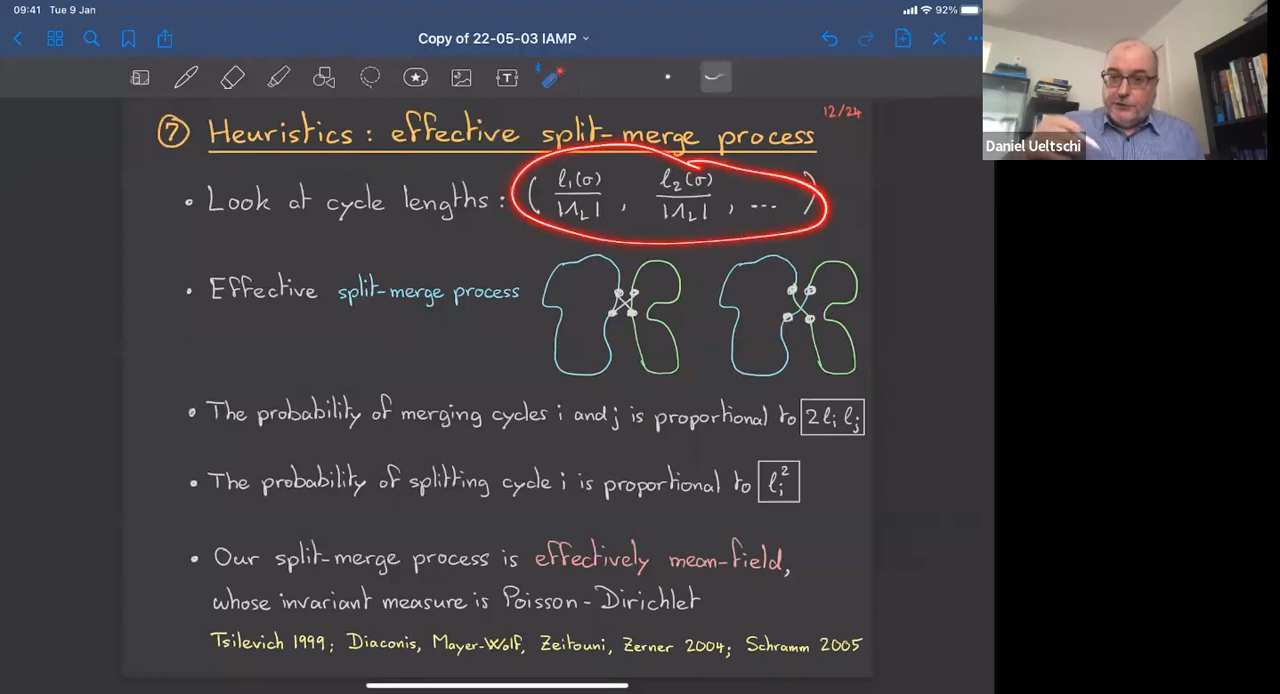 09:41 Tue 9 Jan
92%
Copy of 22-05-03 IAMP
Daniel Ueltschi
12/24
⑦ Heuristics: effective split-merge process
• Look at cycle lengths: ( ℓ₁(σ)/|Λ_L| , ℓ₂(σ)/|Λ_L| , ... )
• Effective split-merge process
• The probability of merging cycles i and j is proportional to 2ℓᵢℓⱼ
• The probability of splitting cycle i is proportional to ℓᵢ²
• Our split-merge process is effectively mean-field,
whose invariant measure is Poisson-Dirichlet
Tsilevich 1999; Diaconis, Mayer-Wolf, Zeitouni, Zerner 2004; Schramm 2005